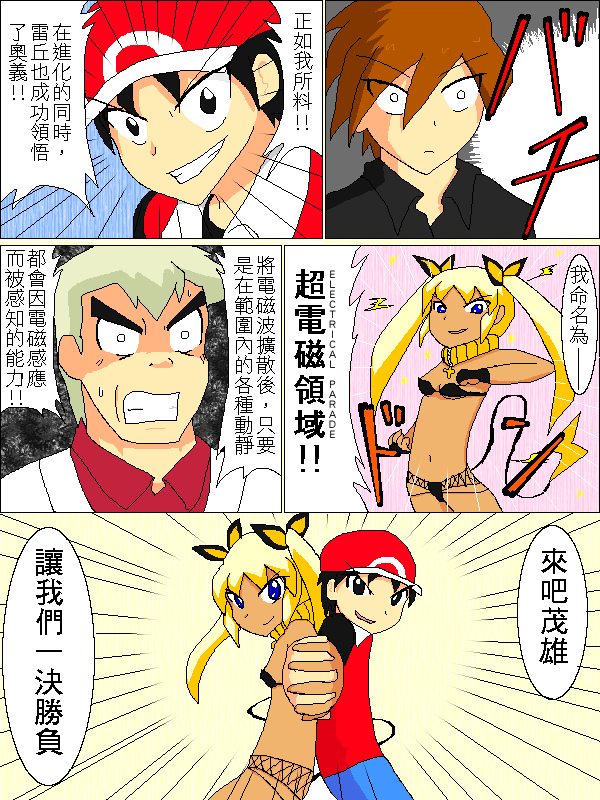 バチ
正如我所料!!
在進化的同時，
雷丘也成功領悟
了奧義!!
我命名為——
ELECTRICAL PARADE
超電磁領域!!
ドン
將電磁波擴散後，只要
是在範圍內的各種動靜
都會因電磁感應
而被感知的能力!!
來吧茂雄
讓我們一決勝負